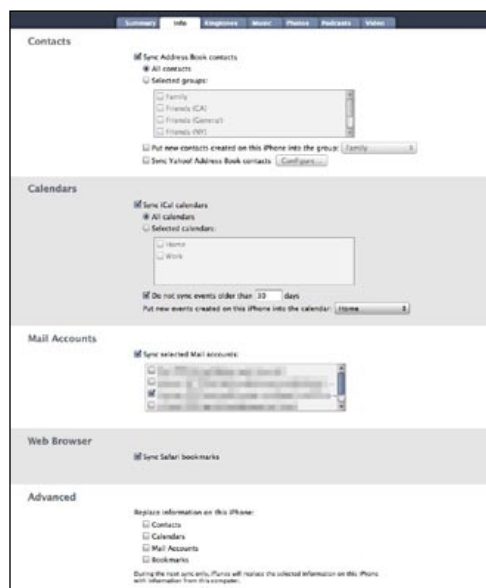 Summary Info Ringtones Music Photos Podcasts Video
Contacts
Sync Address Book contacts
All contacts
Selected groups:
Family
Friends (CA)
Friends (General)
Friends (NY)
Put new contacts created on this iPhone into the group: Family
Sync Yahoo! Address Book contacts Configure...
Calendars
Sync iCal calendars
All calendars
Selected calendars:
Home
Work
Do not sync events older than 30 days
Put new events created on this iPhone into the calendar: Home
Mail Accounts
Sync selected Mail accounts:
Web Browser
Sync Safari bookmarks
Advanced
Replace information on this iPhone:
Contacts
Calendars
Mail Accounts
Bookmarks
During the next sync only, iTunes will replace the selected information on this iPhone
with information from this computer.